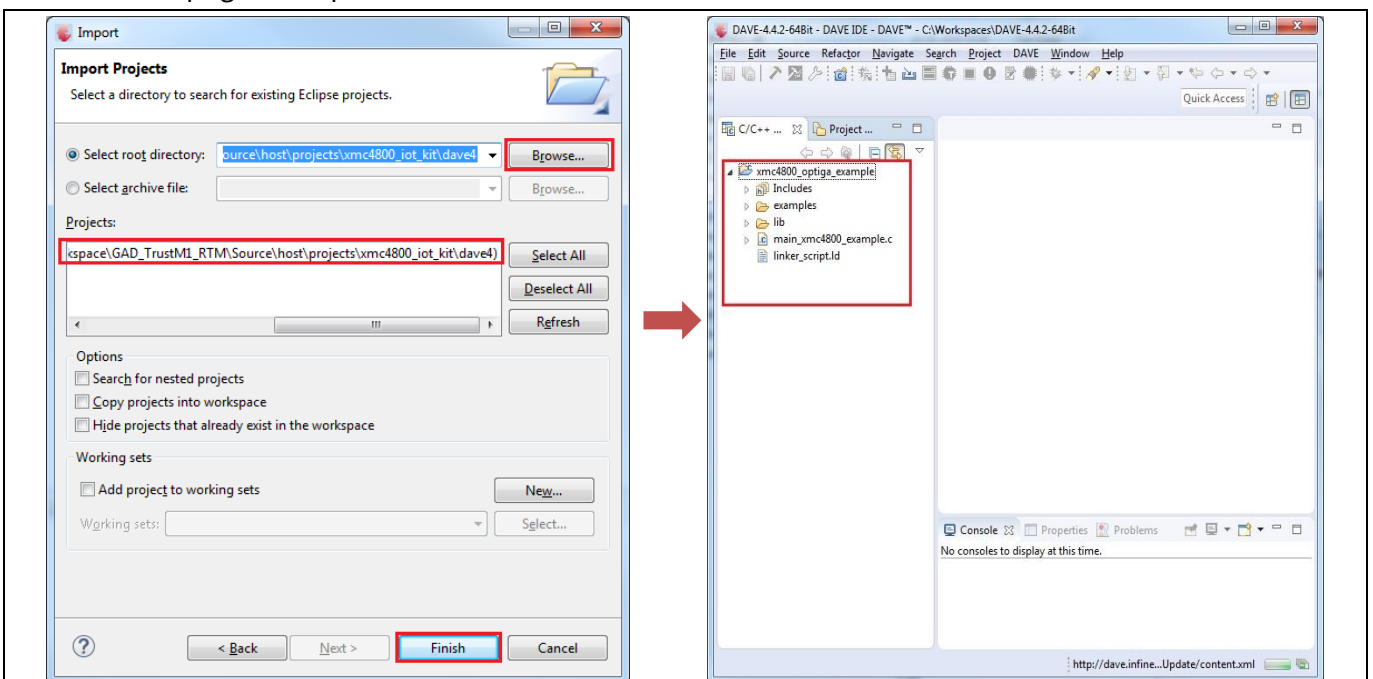 Import
Import Projects
Select a directory to search for existing Eclipse projects.
Select root directory:
ource\host\projects\xmc4800_iot_kit\dave4
Browse...
Select archive file:
Browse...
Projects:
kspace\GAD_TrustM1_RTM\Source\host\projects\xmc4800_iot_kit\dave4)
Select All
Deselect All
Refresh
Options
Search for nested projects
Copy projects into workspace
Hide projects that already exist in the workspace
Working sets
Add project to working sets
New...
Working sets:
Select...
< Back
Next >
Finish
Cancel
DAVE-4.4.2-64Bit - DAVE IDE - DAVE™ - C:\Workspaces\DAVE-4.4.2-64Bit
File Edit Source Refactor Navigate Search Project DAVE Window Help
Quick Access
C/C++ ...
Project ...
xmc4800_optiga_example
Includes
examples
lib
main_xmc4800_example.c
linker_script.ld
Console
Properties
Problems
No consoles to display at this time.
http://dave.infine...Update/content.xml